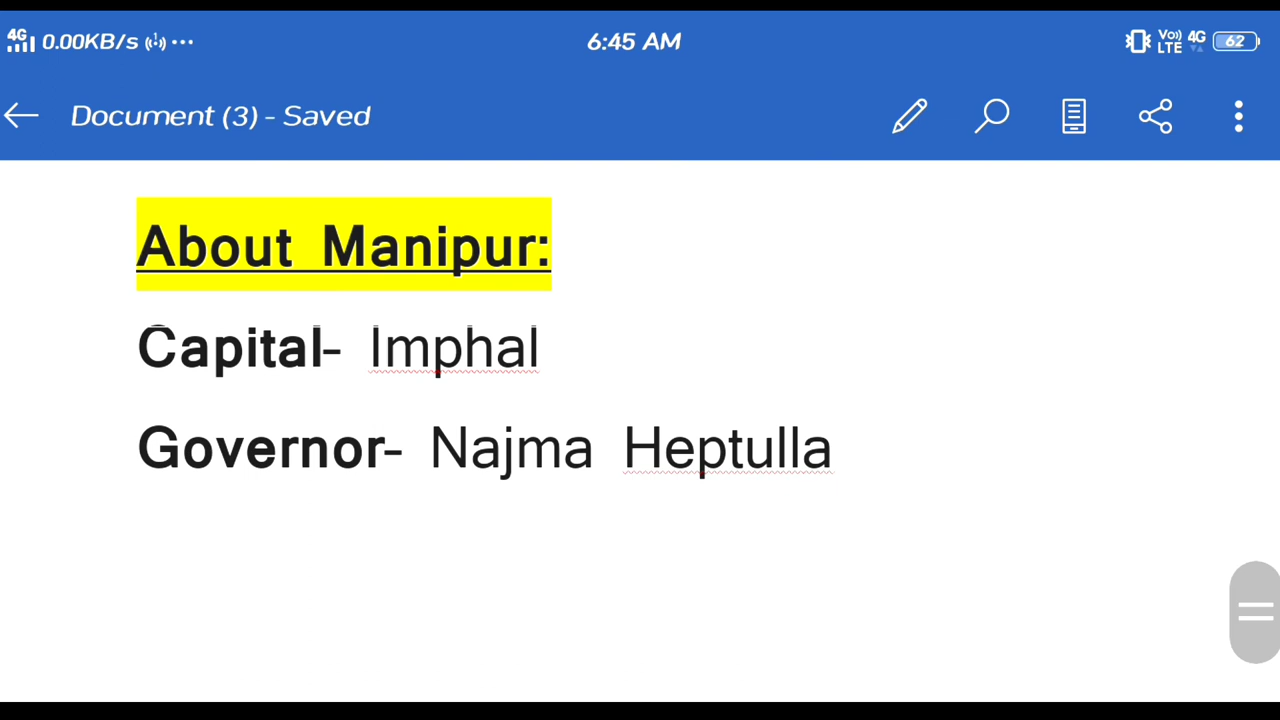 4G 0.00KB/s ... 6:45 AM Vo)) LTE 4G 62
Document (3) - Saved
About Manipur:
Capital- Imphal
Governor- Najma Heptulla